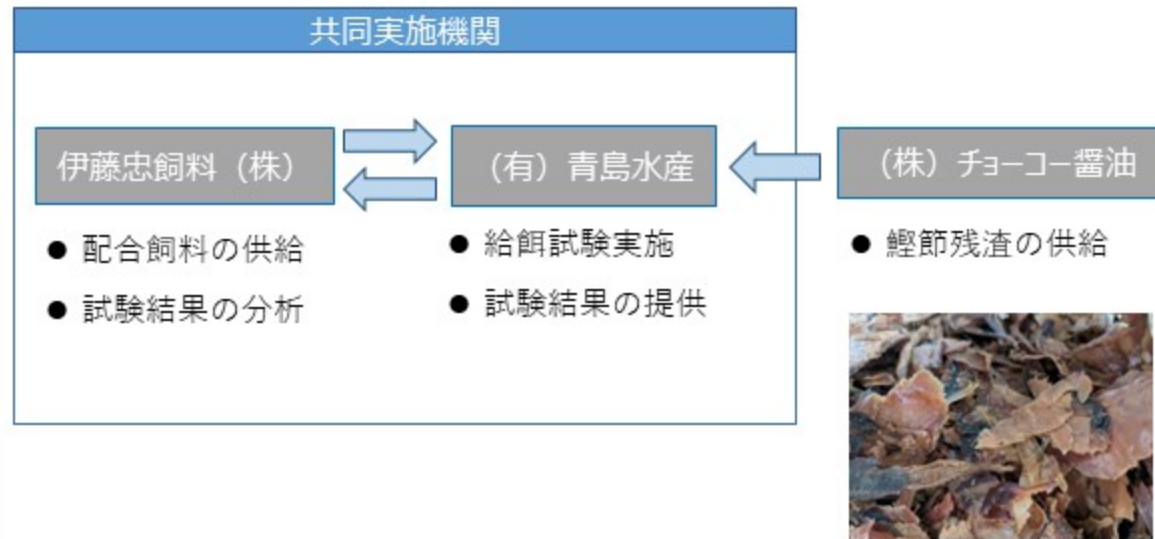 共同実施機関
伊藤忠飼料（株）
（有）青島水産
（株）チョーコー醤油
● 配合飼料の供給
● 試験結果の分析
● 給餌試験実施
● 試験結果の提供
● 鰹節残渣の供給